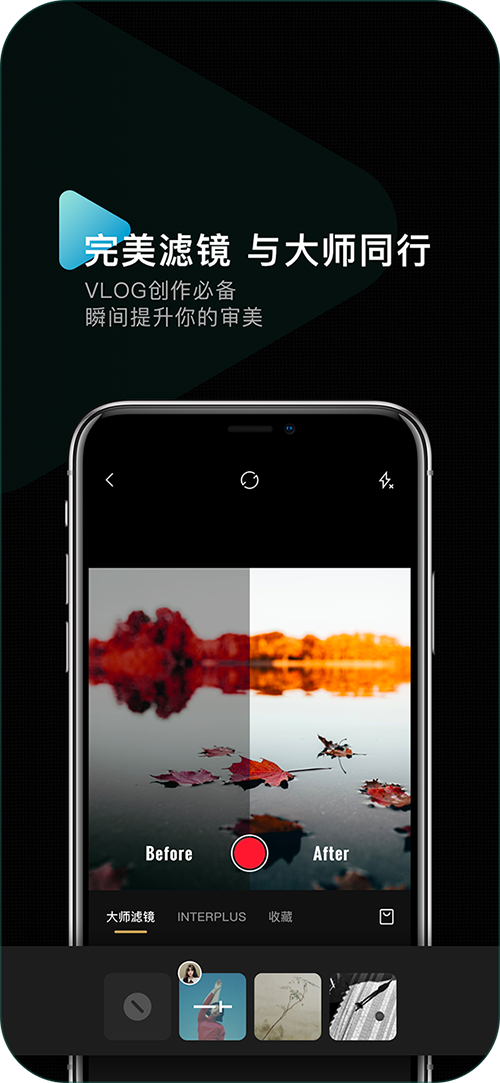 完美滤镜 与大师同行
VLOG创作必备
瞬间提升你的审美
Before
After
大师滤镜
INTERPLUS
收藏